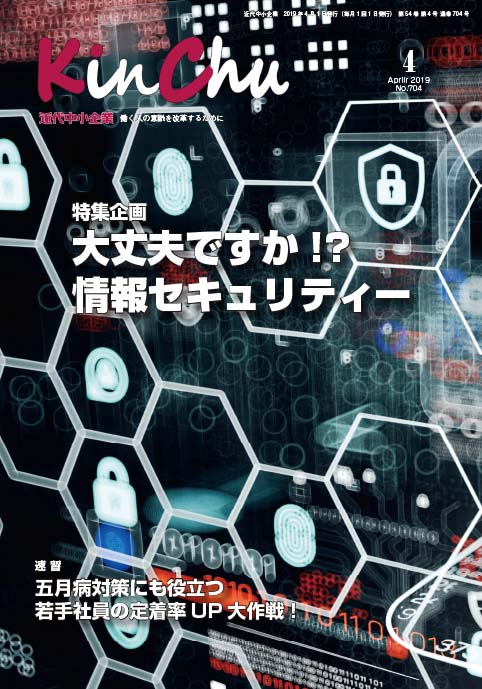 近代中小企業 2019年4月1日発行（毎月1回1日発行） 第54巻第4号 通巻704号
KinChu
4
Aprlir 2019
No.704
近代中小企業 働く人の意識を改革するために
特集企画
大丈夫ですか!?
情報セキュリティー
速習
五月病対策にも役立つ
若手社員の定着率UP大作戦！